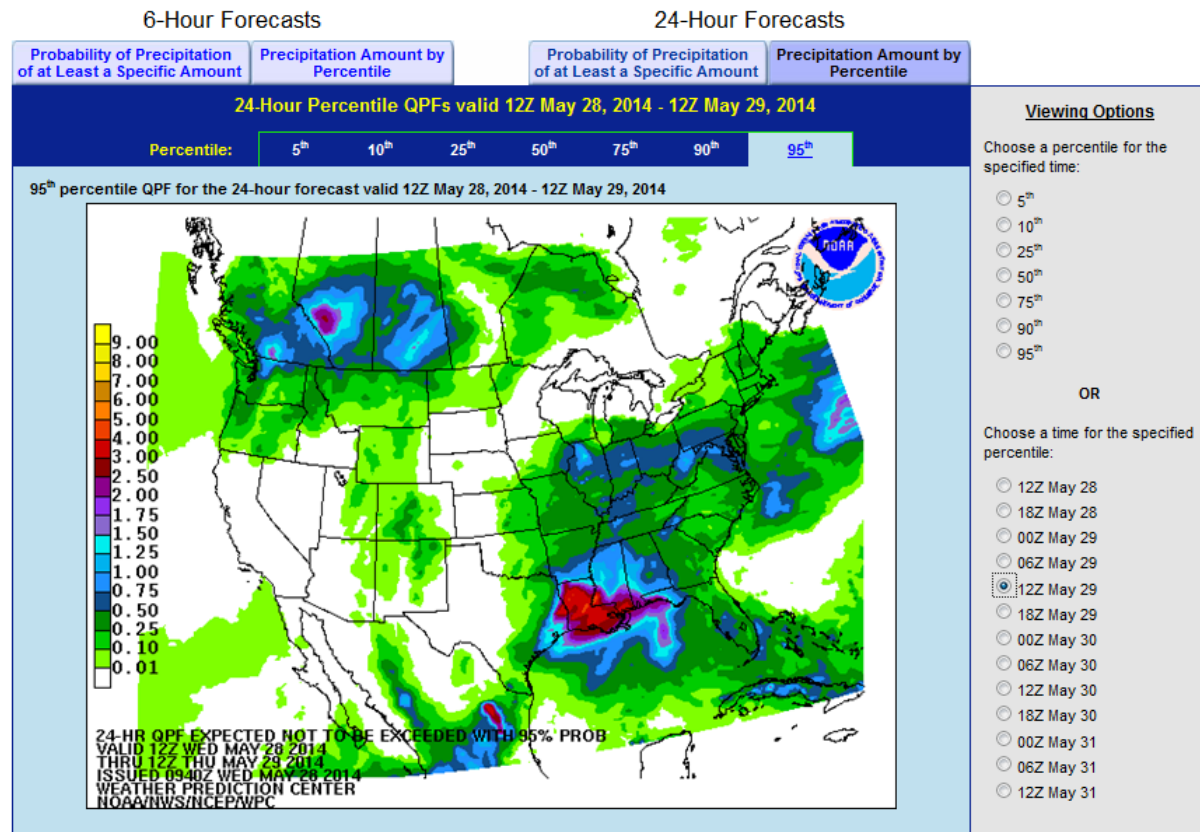 6-Hour Forecasts
24-Hour Forecasts
Probability of Precipitation
of at Least a Specific Amount
Precipitation Amount by
Percentile
Probability of Precipitation
of at Least a Specific Amount
Precipitation Amount by
Percentile
24-Hour Percentile QPFs valid 12Z May 28, 2014 - 12Z May 29, 2014
Percentile: 5th 10th 25th 50th 75th 90th 95th
95th percentile QPF for the 24-hour forecast valid 12Z May 28, 2014 - 12Z May 29, 2014
NOAA
9.00
8.00
7.00
6.00
5.00
4.00
3.00
2.50
2.00
1.75
1.50
1.25
1.00
0.75
0.50
0.25
0.10
0.01
24-HR QPF EXPECTED NOT TO BE EXCEEDED WITH 95% PROB
VALID 12Z WED MAY 28 2014
THRU 12Z THU MAY 29 2014
ISSUED 0940Z WED MAY 28 2014
WEATHER PREDICTION CENTER
NOAA/NWS/NCEP/WPC
Viewing Options
Choose a percentile for the
specified time:
5th
10th
25th
50th
75th
90th
95th
OR
Choose a time for the specified
percentile:
12Z May 28
18Z May 28
00Z May 29
06Z May 29
12Z May 29
18Z May 29
00Z May 30
06Z May 30
12Z May 30
18Z May 30
00Z May 31
06Z May 31
12Z May 31